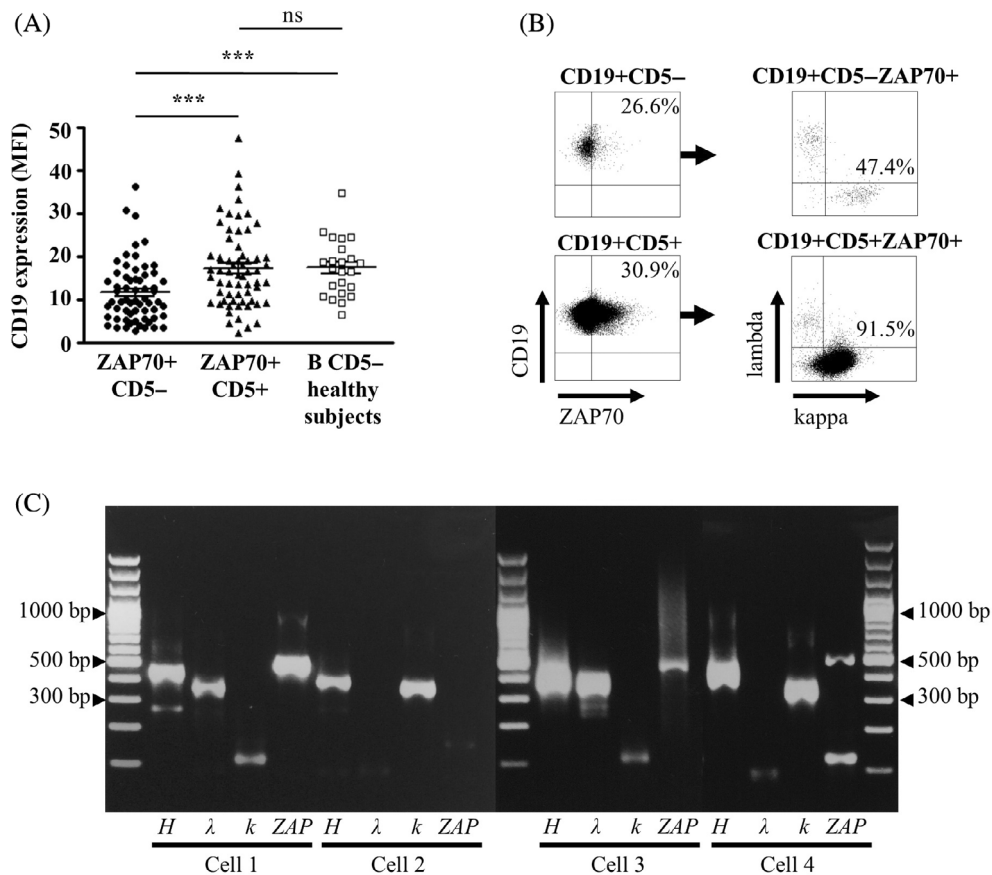 (A)
ns
***
***
CD19 expression (MFI)
50
40
30
20
10
0
ZAP70+
CD5−
ZAP70+
CD5+
B CD5−
healthy
subjects
(B)
CD19+CD5−
26.6%
CD19+CD5−ZAP70+
47.4%
CD19+CD5+
30.9%
CD19+CD5+ZAP70+
91.5%
CD19
ZAP70
lambda
kappa
(C)
1000 bp
500 bp
300 bp
1000 bp
500 bp
300 bp
H λ k ZAP H λ k ZAP H λ k ZAP H λ k ZAP
Cell 1 Cell 2 Cell 3 Cell 4